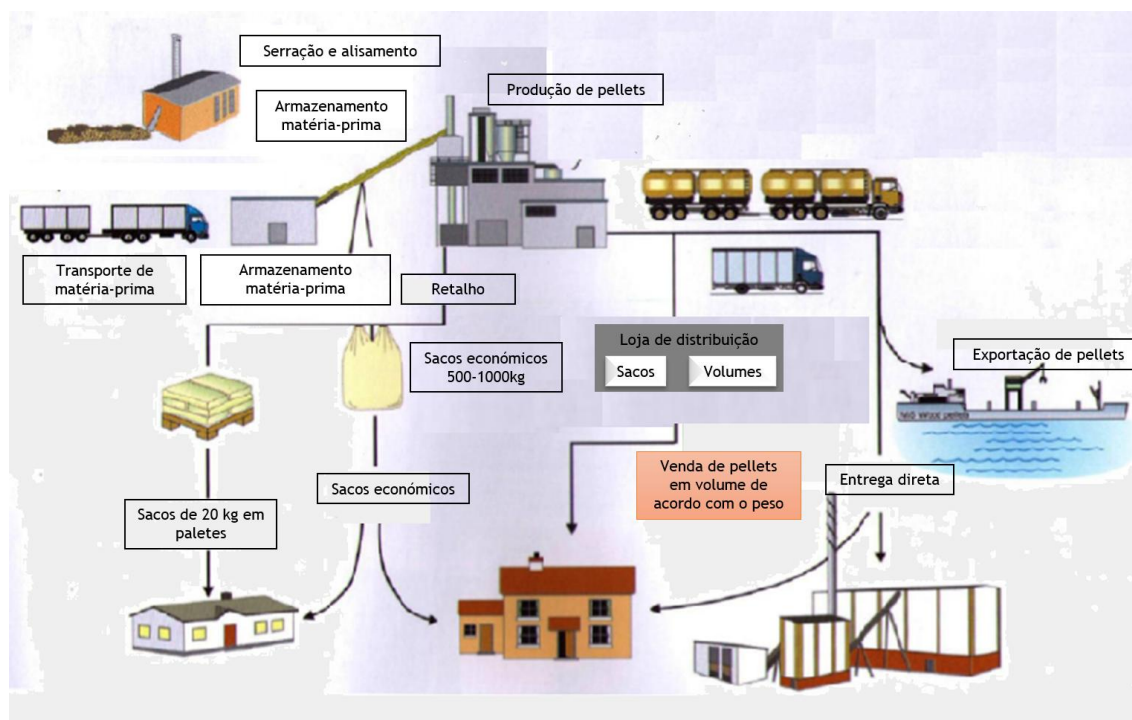 Serração e alisamento
Armazenamento
matéria-prima
Produção de pellets
Transporte de
matéria-prima
Armazenamento
matéria-prima
Retalho
Sacos económicos
500-1000kg
Loja de distribuição
Sacos
Volumes
Exportação de pellets
Sacos de 20 kg em
paletes
Sacos económicos
Venda de pellets
em volume de
acordo com o peso
Entrega direta